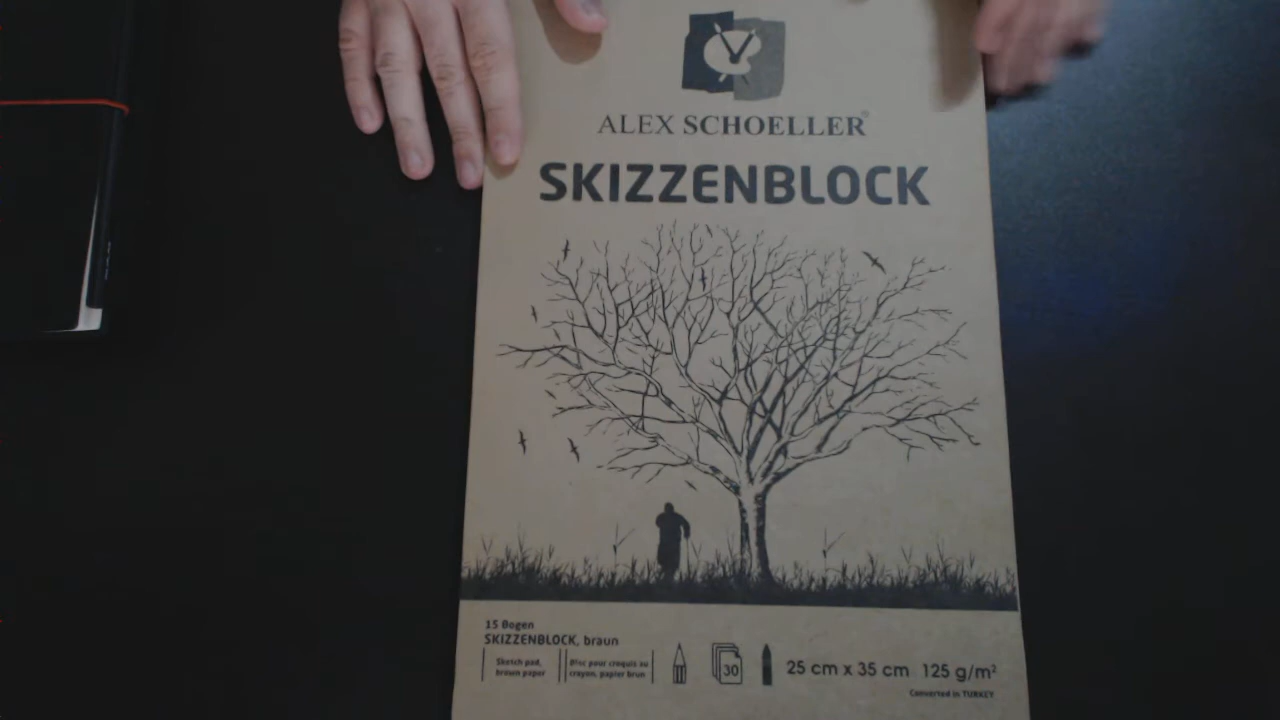 ALEX SCHOELLER®
SKIZZENBLOCK
15 Bogen
SKIZZENBLOCK, braun
Sketch pad,
brown paper
Bloc pour croquis au
crayon, papier brun
30
25 cm x 35 cm 125 g/m²
Converted in TURKEY